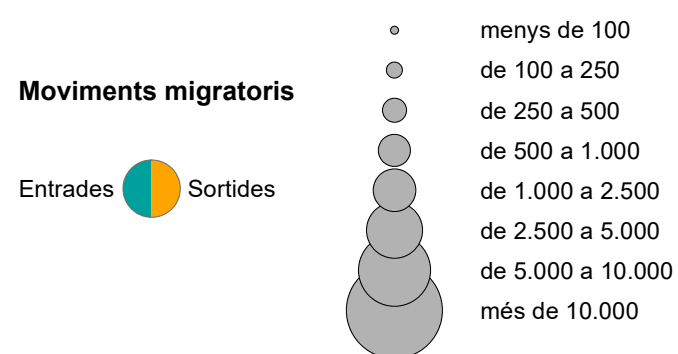 Moviments migratoris
Entrades Sortides
menys de 100
de 100 a 250
de 250 a 500
de 500 a 1.000
de 1.000 a 2.500
de 2.500 a 5.000
de 5.000 a 10.000
més de 10.000